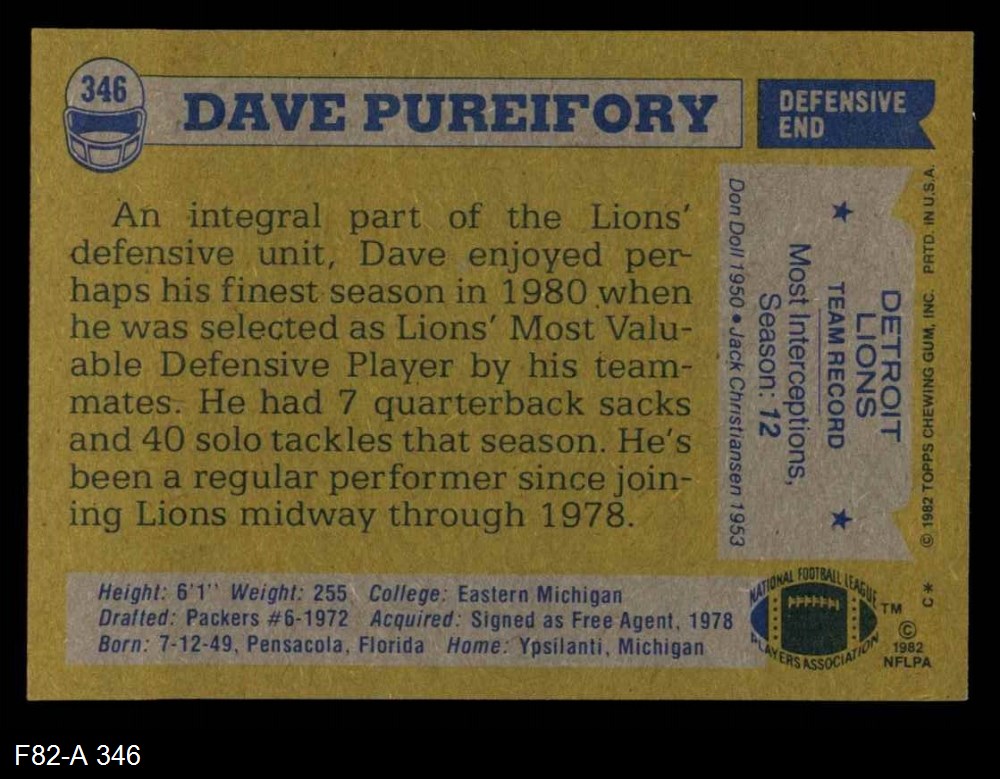 346
DAVE PUREIFORY
DEFENSIVE
END
An integral part of the Lions'
defensive unit, Dave enjoyed per-
haps his finest season in 1980 when
he was selected as Lions' Most Valu-
able Defensive Player by his team-
mates. He had 7 quarterback sacks
and 40 solo tackles that season. He's
been a regular performer since join-
ing Lions midway through 1978.
DETROIT
LIONS
TEAM RECORD
Most Interceptions,
Season: 12
Don Doll 1950 • Jack Christiansen 1953
© 1982 TOPPS CHEWING GUM, INC. PRTD. IN U.S.A.
Height: 6'1" Weight: 255 College: Eastern Michigan
Drafted: Packers #6-1972 Acquired: Signed as Free Agent, 1978
Born: 7-12-49, Pensacola, Florida Home: Ypsilanti, Michigan
NATIONAL FOOTBALL LEAGUE
PLAYERS ASSOCIATION
TM
C*
©
1982
NFLPA
F82-A 346